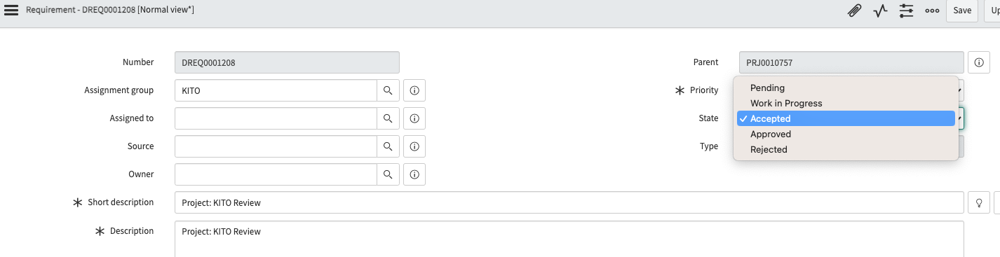 Requirement - DREQ0001208 [Normal view*]
Save
Up
Number
DREQ0001208
Parent
PRJ0010757
Assignment group
KITO
Priority
Pending
Work in Progress
Assigned to
State
Accepted
Approved
Source
Type
Rejected
Owner
Short description
Project: KITO Review
Description
Project: KITO Review